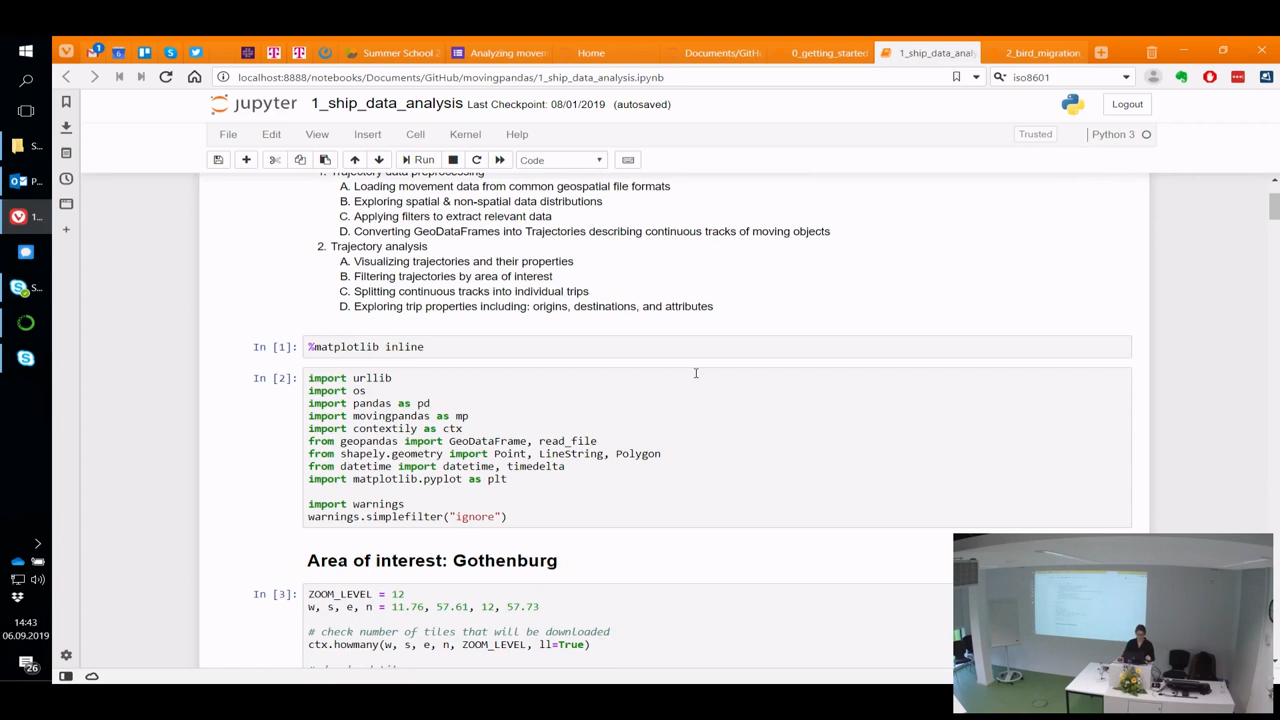 1
6
Summer School 2
Analyzing movem
Home
Documents/GitH
0_getting_started
1_ship_data_analy
2_bird_migration
localhost:8888/notebooks/Documents/GitHub/movingpandas/1_ship_data_analysis.ipynb
iso8601
jupyter 1_ship_data_analysis Last Checkpoint: 08/01/2019 (autosaved)
Logout
File Edit View Insert Cell Kernel Help
Trusted
Python 3
Run
Code
1. Trajectory data preprocessing
A. Loading movement data from common geospatial file formats
B. Exploring spatial & non-spatial data distributions
C. Applying filters to extract relevant data
D. Converting GeoDataFrames into Trajectories describing continuous tracks of moving objects
2. Trajectory analysis
A. Visualizing trajectories and their properties
B. Filtering trajectories by area of interest
C. Splitting continuous tracks into individual trips
D. Exploring trip properties including: origins, destinations, and attributes
In [1]: %matplotlib inline
In [2]: import urllib
import os
import pandas as pd
import movingpandas as mp
import contextily as ctx
from geopandas import GeoDataFrame, read_file
from shapely.geometry import Point, LineString, Polygon
from datetime import datetime, timedelta
import matplotlib.pyplot as plt
import warnings
warnings.simplefilter("ignore")
Area of interest: Gothenburg
In [3]: ZOOM_LEVEL = 12
w, s, e, n = 11.76, 57.61, 12, 57.73
# check number of tiles that will be downloaded
ctx.howmany(w, s, e, n, ZOOM_LEVEL, ll=True)
S...
P...
1...
S...
14:43
06.09.2019
26